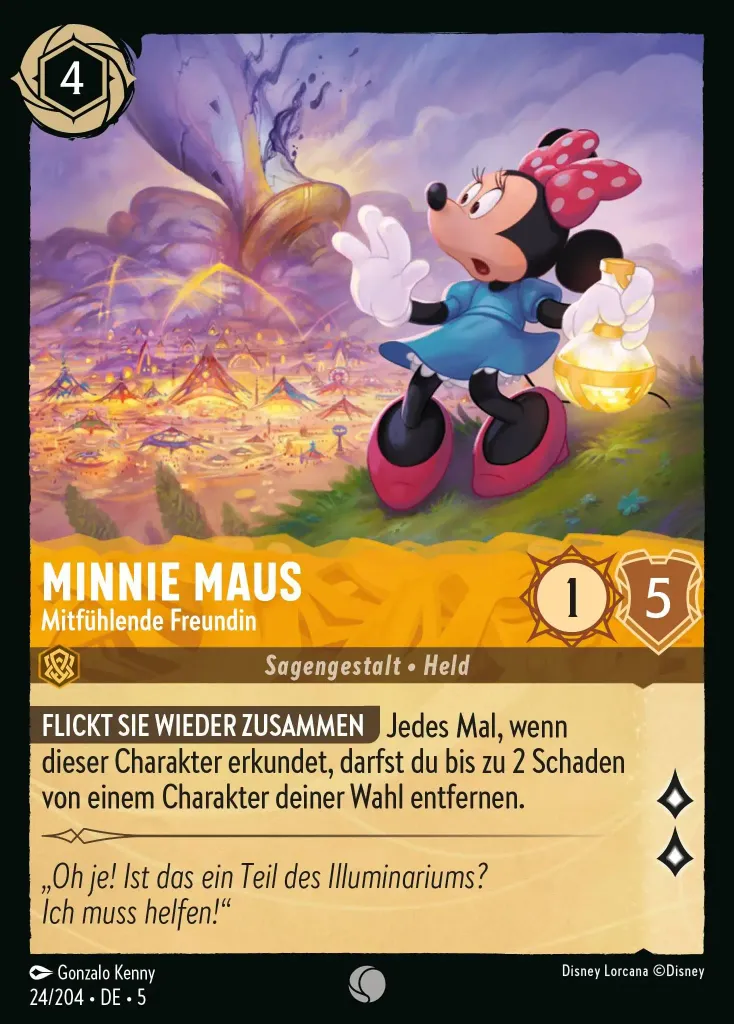 4
MINNIE MAUS
Mitfühlende Freundin
1
5
Sagengestalt • Held
FLICKT SIE WIEDER ZUSAMMEN Jedes Mal, wenn
dieser Charakter erkundet, darfst du bis zu 2 Schaden
von einem Charakter deiner Wahl entfernen.
„Oh je! Ist das ein Teil des Illuminariums?
Ich muss helfen!“
Gonzalo Kenny
Disney Lorcana ©Disney
24/204 • DE • 5